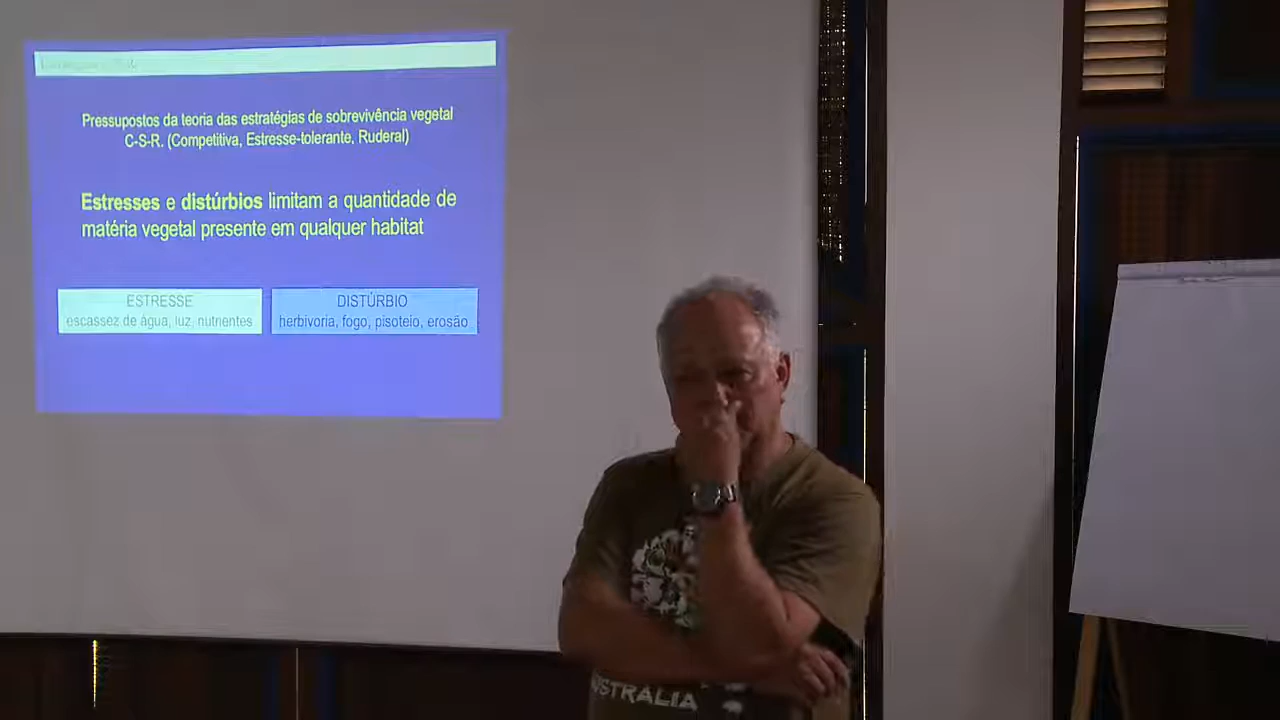 Pressupostos da teoria das estratégias de sobrevivência vegetal
C-S-R. (Competitiva, Estresse-tolerante, Ruderal)
Estresses e distúrbios limitam a quantidade de
matéria vegetal presente em qualquer habitat
ESTRESSE
escassez de água, luz, nutrientes
DISTÚRBIO
herbivoria, fogo, pisoteio, erosão